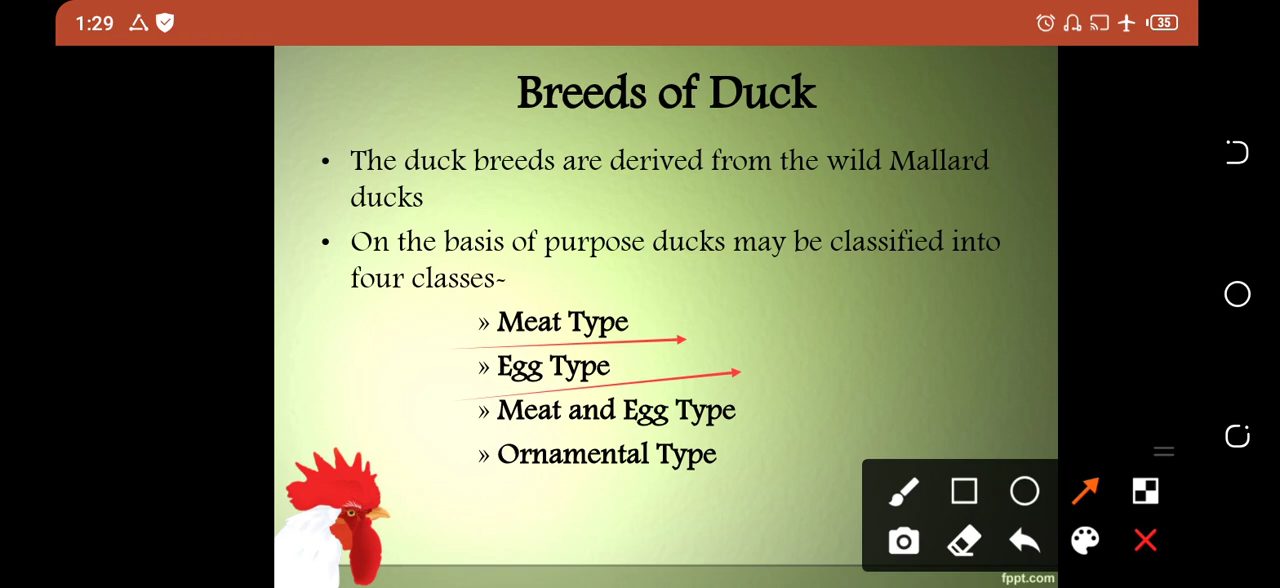 1:29
35
Breeds of Duck
• The duck breeds are derived from the wild Mallard
ducks
• On the basis of purpose ducks may be classified into
four classes-
» Meat Type
» Egg Type
» Meat and Egg Type
» Ornamental Type
fppt.com